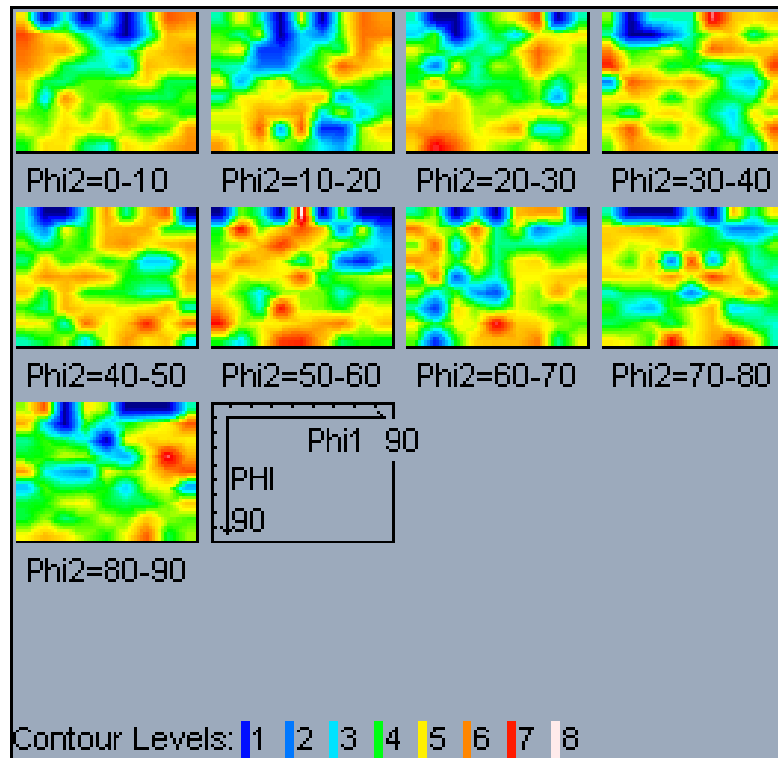 Phi2=0-10 Phi2=10-20 Phi2=20-30 Phi2=30-40
Phi2=40-50 Phi2=50-60 Phi2=60-70 Phi2=70-80
Phi1 90
PHI
90
Phi2=80-90
Contour Levels: 1 2 3 4 5 6 7 8